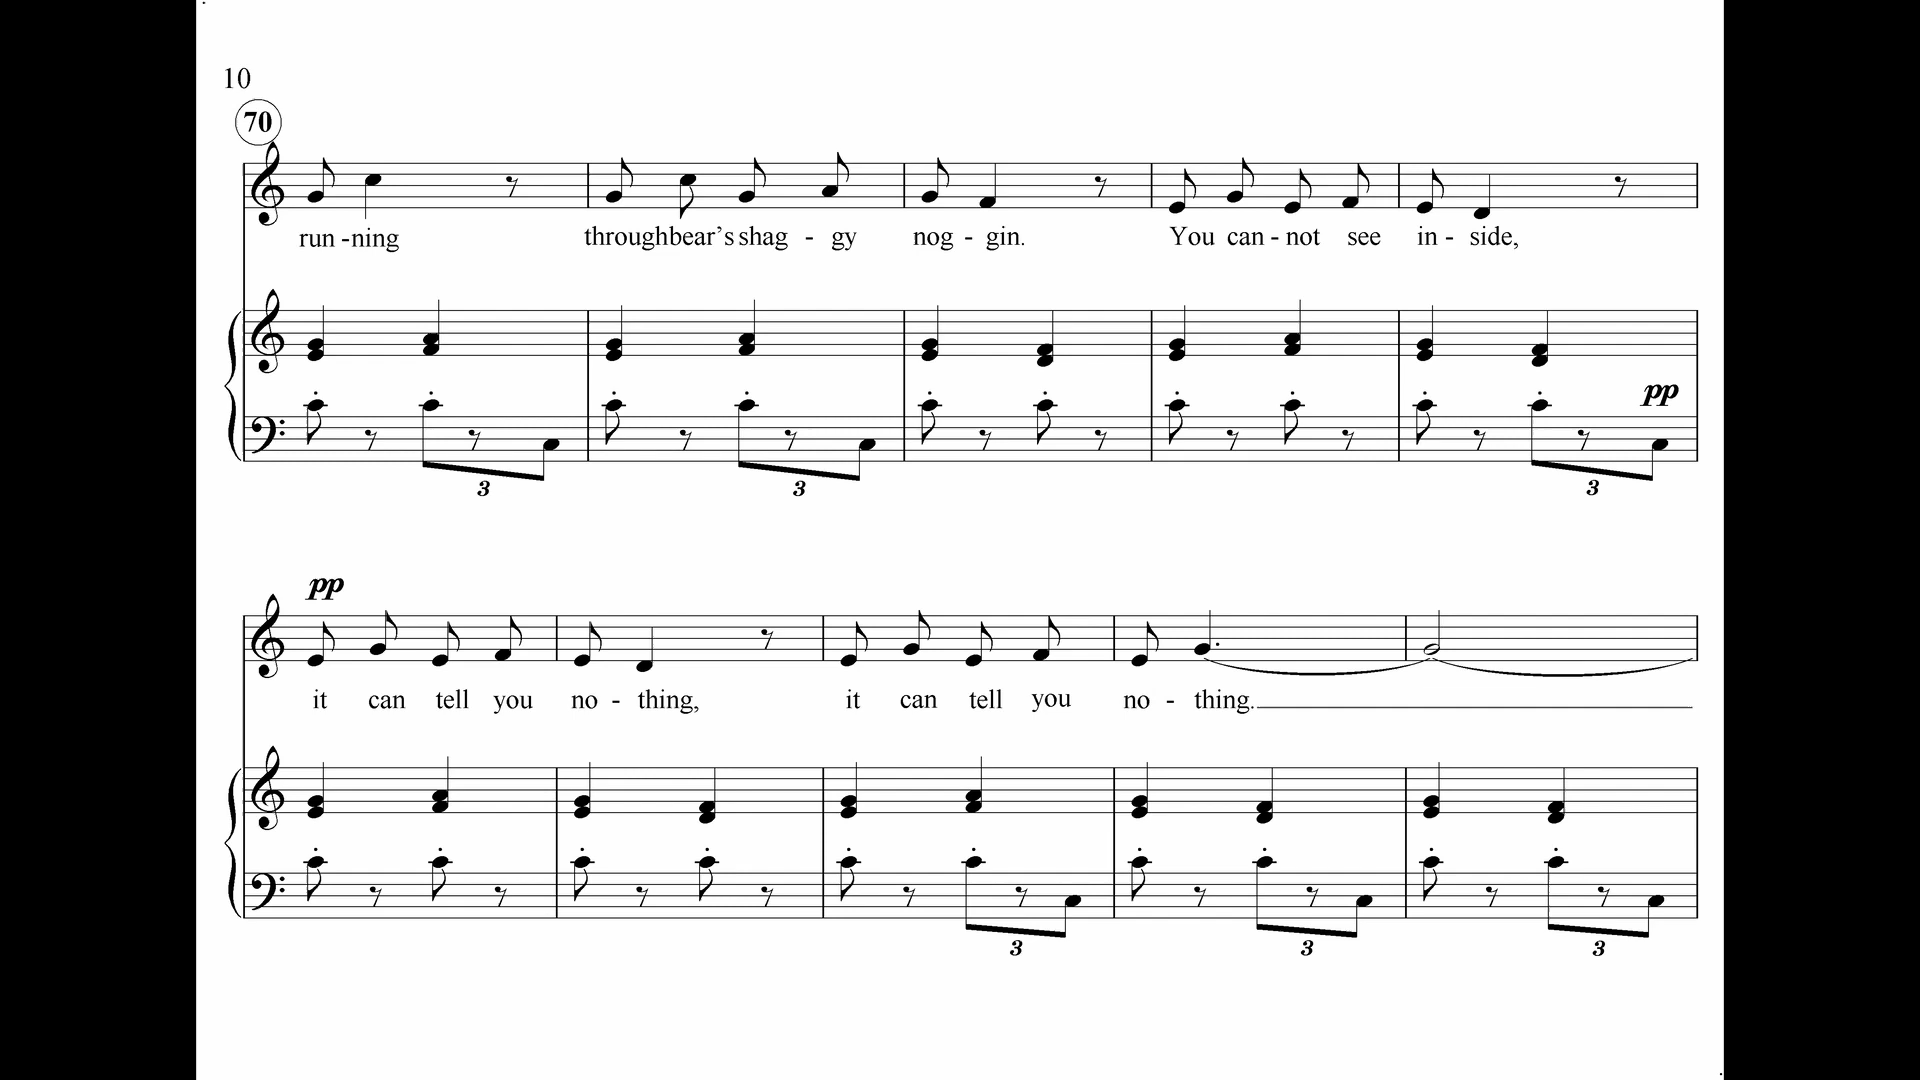 10
70
run - ning throughbear's shag - gy nog - gin. You can - not see in - side,
pp
3 3 3
pp
it can tell you no - thing, it can tell you no - thing.
3 3 3